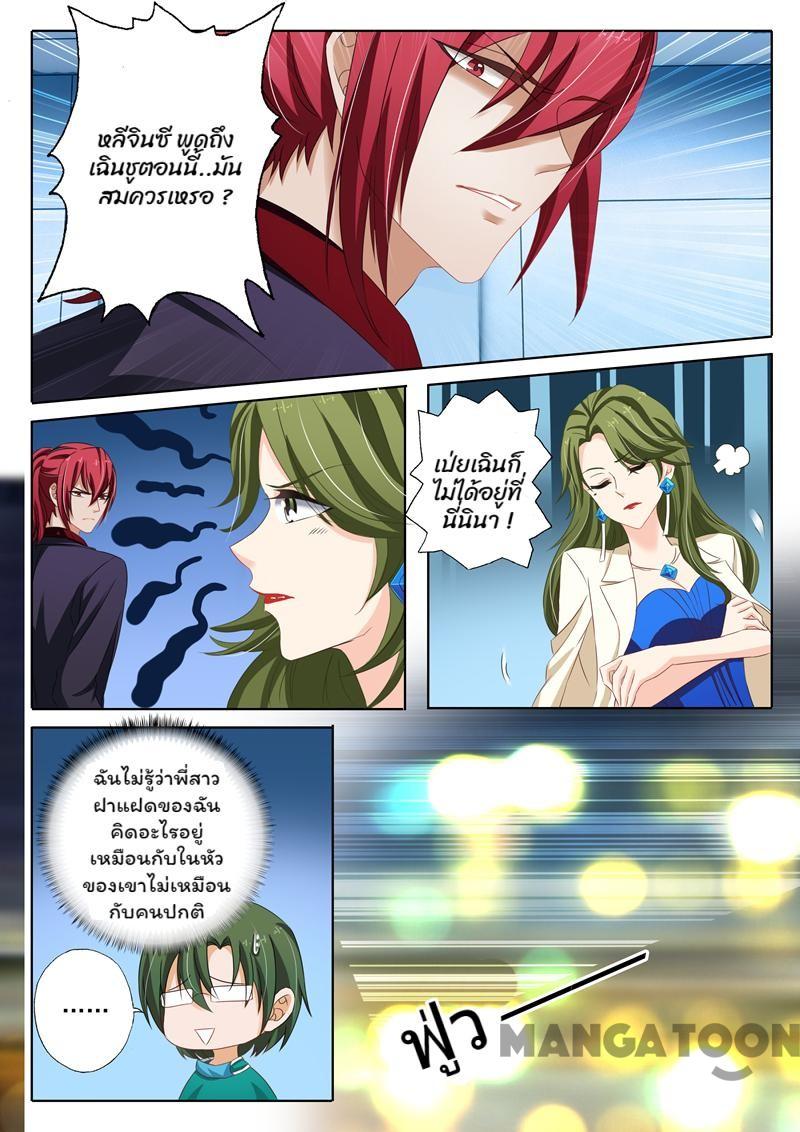 หลีจินซี พูดถึง
เฉินชูตอนนี้..มัน
สมควรเหรอ ?
เป่ยเฉินก็
ไม่ได้อยู่ที่
นี่นินา !
ฉันไม่รู้ว่าพี่สาว
ฝาแฝดของฉัน
คิดอะไรอยู่
เหมือนกับในหัว
ของเขาไม่เหมือน
กับคนปกติ
......
ฟู่ว
MANGATOON